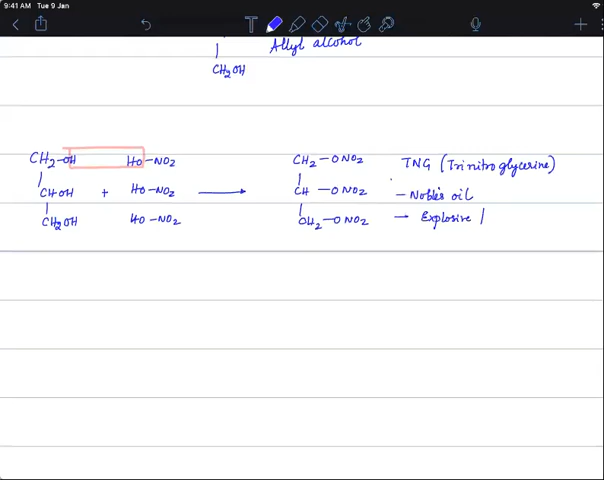 9:41 AM Tue 9 Jan
Allyl alcohol
CH2OH
CH2-OH HO-NO2 CH2-ONO2 TNG (Trinitroglycerine)
CHOH + HO-NO2 → CH-ONO2 - Noble's oil
CH2OH HO-NO2 CH2-ONO2 → Explosive